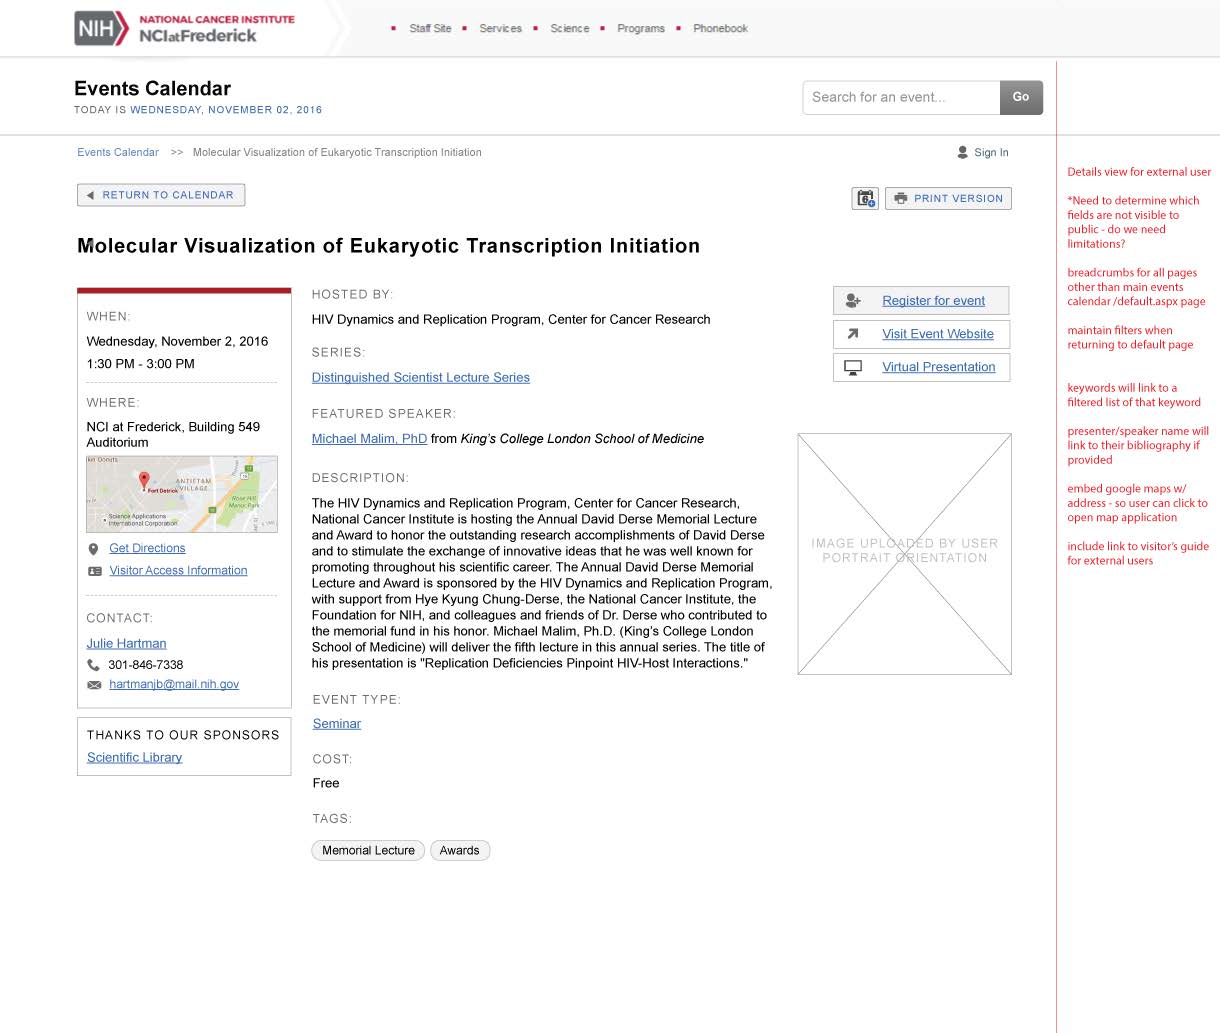 NIH NATIONAL CANCER INSTITUTE
NCIatFrederick
Staff Site Services Science Programs Phonebook
Events Calendar
TODAY IS WEDNESDAY, NOVEMBER 02, 2016
Search for an event... Go
Events Calendar >> Molecular Visualization of Eukaryotic Transcription Initiation
Sign In
RETURN TO CALENDAR
6
PRINT VERSION
Molecular Visualization of Eukaryotic Transcription Initiation
WHEN:
Wednesday, November 2, 2016
1:30 PM - 3:00 PM
WHERE:
NCI at Frederick, Building 549
Auditorium
kin Donuts
ANTIETAM
VILLAGE
Fort Detrick
Rose Hill
Manor Park
Science Applications
International Corporation
Get Directions
Visitor Access Information
CONTACT:
Julie Hartman
301-846-7338
hartmanjb@mail.nih.gov
THANKS TO OUR SPONSORS
Scientific Library
HOSTED BY:
HIV Dynamics and Replication Program, Center for Cancer Research
SERIES:
Distinguished Scientist Lecture Series
FEATURED SPEAKER:
Michael Malim, PhD from King's College London School of Medicine
DESCRIPTION:
The HIV Dynamics and Replication Program, Center for Cancer Research,
National Cancer Institute is hosting the Annual David Derse Memorial Lecture
and Award to honor the outstanding research accomplishments of David Derse
and to stimulate the exchange of innovative ideas that he was well known for
promoting throughout his scientific career. The Annual David Derse Memorial
Lecture and Award is sponsored by the HIV Dynamics and Replication Program,
with support from Hye Kyung Chung-Derse, the National Cancer Institute, the
Foundation for NIH, and colleagues and friends of Dr. Derse who contributed to
the memorial fund in his honor. Michael Malim, Ph.D. (King's College London
School of Medicine) will deliver the fifth lecture in this annual series. The title of
his presentation is "Replication Deficiencies Pinpoint HIV-Host Interactions."
EVENT TYPE:
Seminar
COST:
Free
TAGS:
Memorial Lecture Awards
Register for event
Visit Event Website
Virtual Presentation
IMAGE UPLOADED BY USER
PORTRAIT ORIENTATION
Details view for external user
*Need to determine which
fields are not visible to
public - do we need
limitations?
breadcrumbs for all pages
other than main events
calendar /default.aspx page
maintain filters when
returning to default page
keywords will link to a
filtered list of that keyword
presenter/speaker name will
link to their bibliography if
provided
embed google maps w/
address - so user can click to
open map application
include link to visitor's guide
for external users